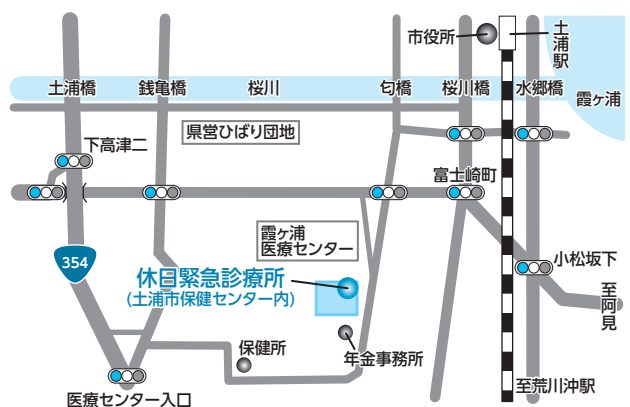 市役所
土浦駅
土浦橋
銭亀橋
桜川
匂橋
桜川橋
水郷橋
霞ヶ浦
県営ひばり団地
下高津二
富士崎町
霞ヶ浦
医療センター
354
休日緊急診療所
(土浦市保健センター内)
小松坂下
至阿見
保健所
年金事務所
至荒川沖駅
医療センター入口